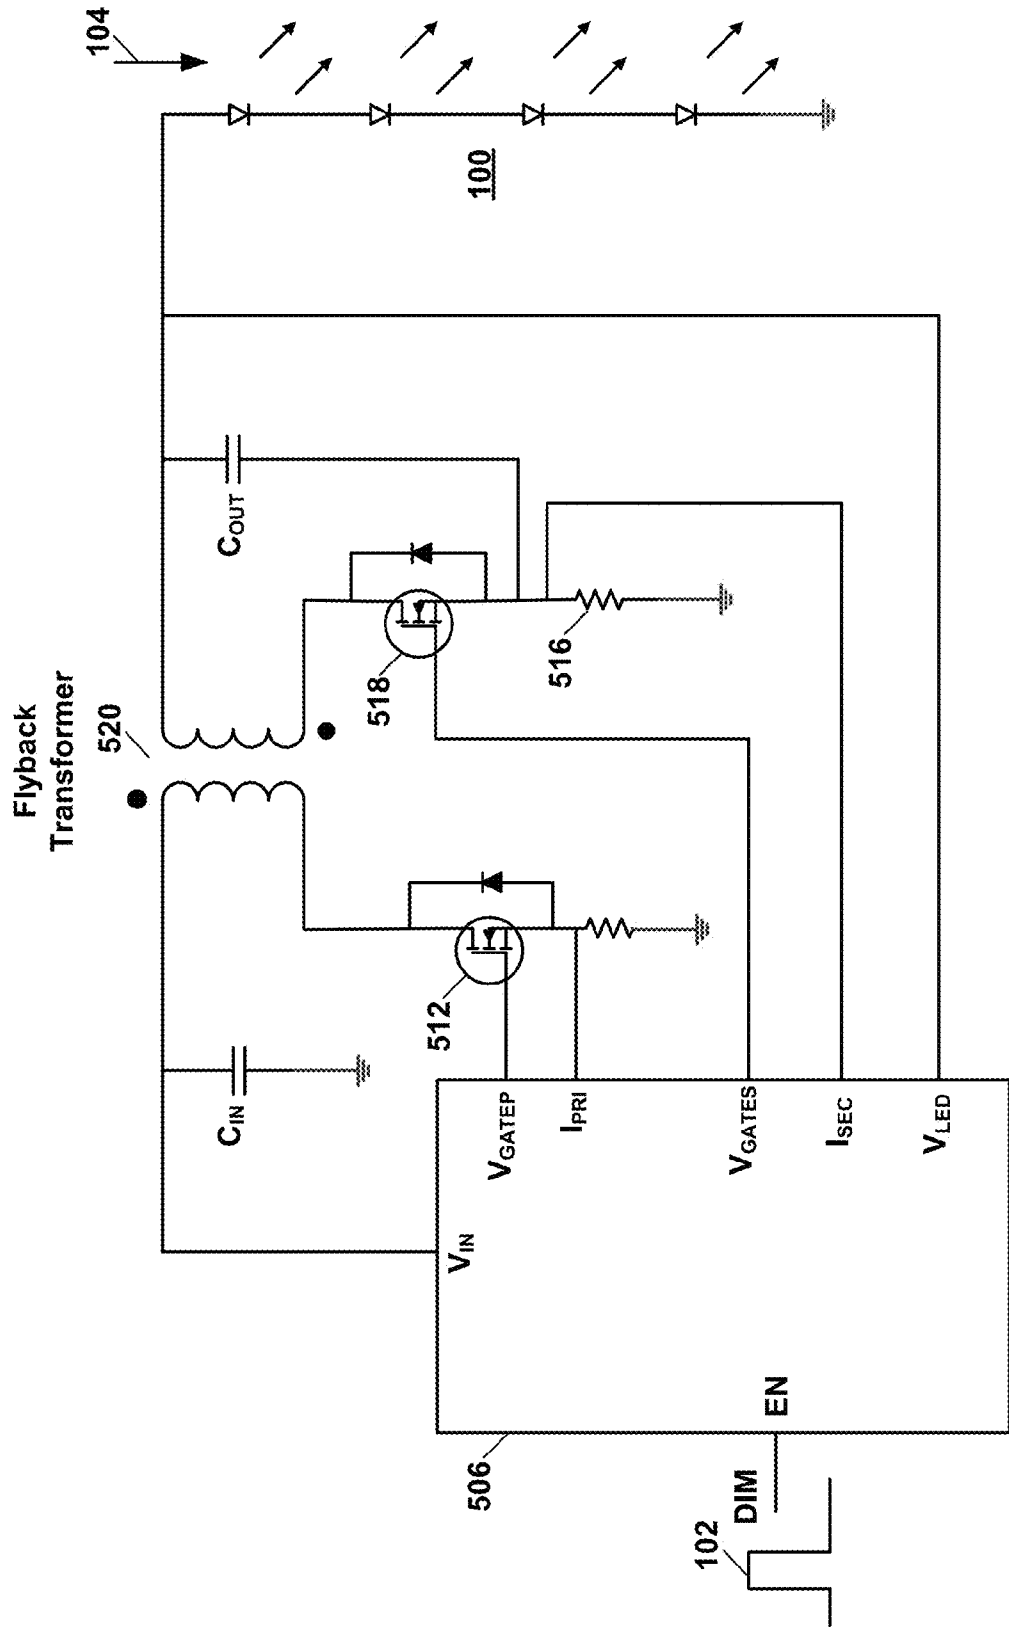 Flyback
Transformer
520
104
100
C_OUT
518
516
512
C_IN
V_IN
V_GATEP
I_PRI
V_GATES
I_SEC
V_LED
EN
506
DIM
102